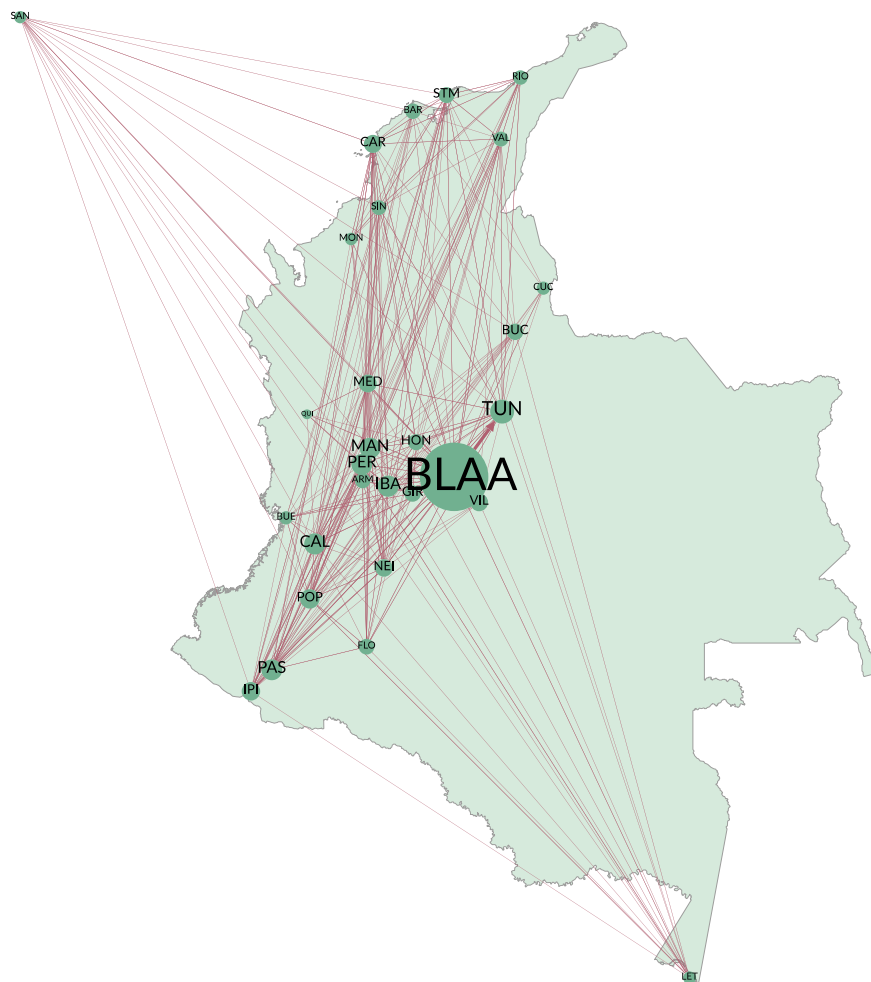 SAN
RIO
STM
BAR
VAL
CAR
SIN
MON
CUC
BUC
MED
TUN
QUI
HON
MAN
PER
BLAA
ARM
IBA
GIR
VIL
BUE
CAL
NEI
POP
FLO
PAS
IPI
LET